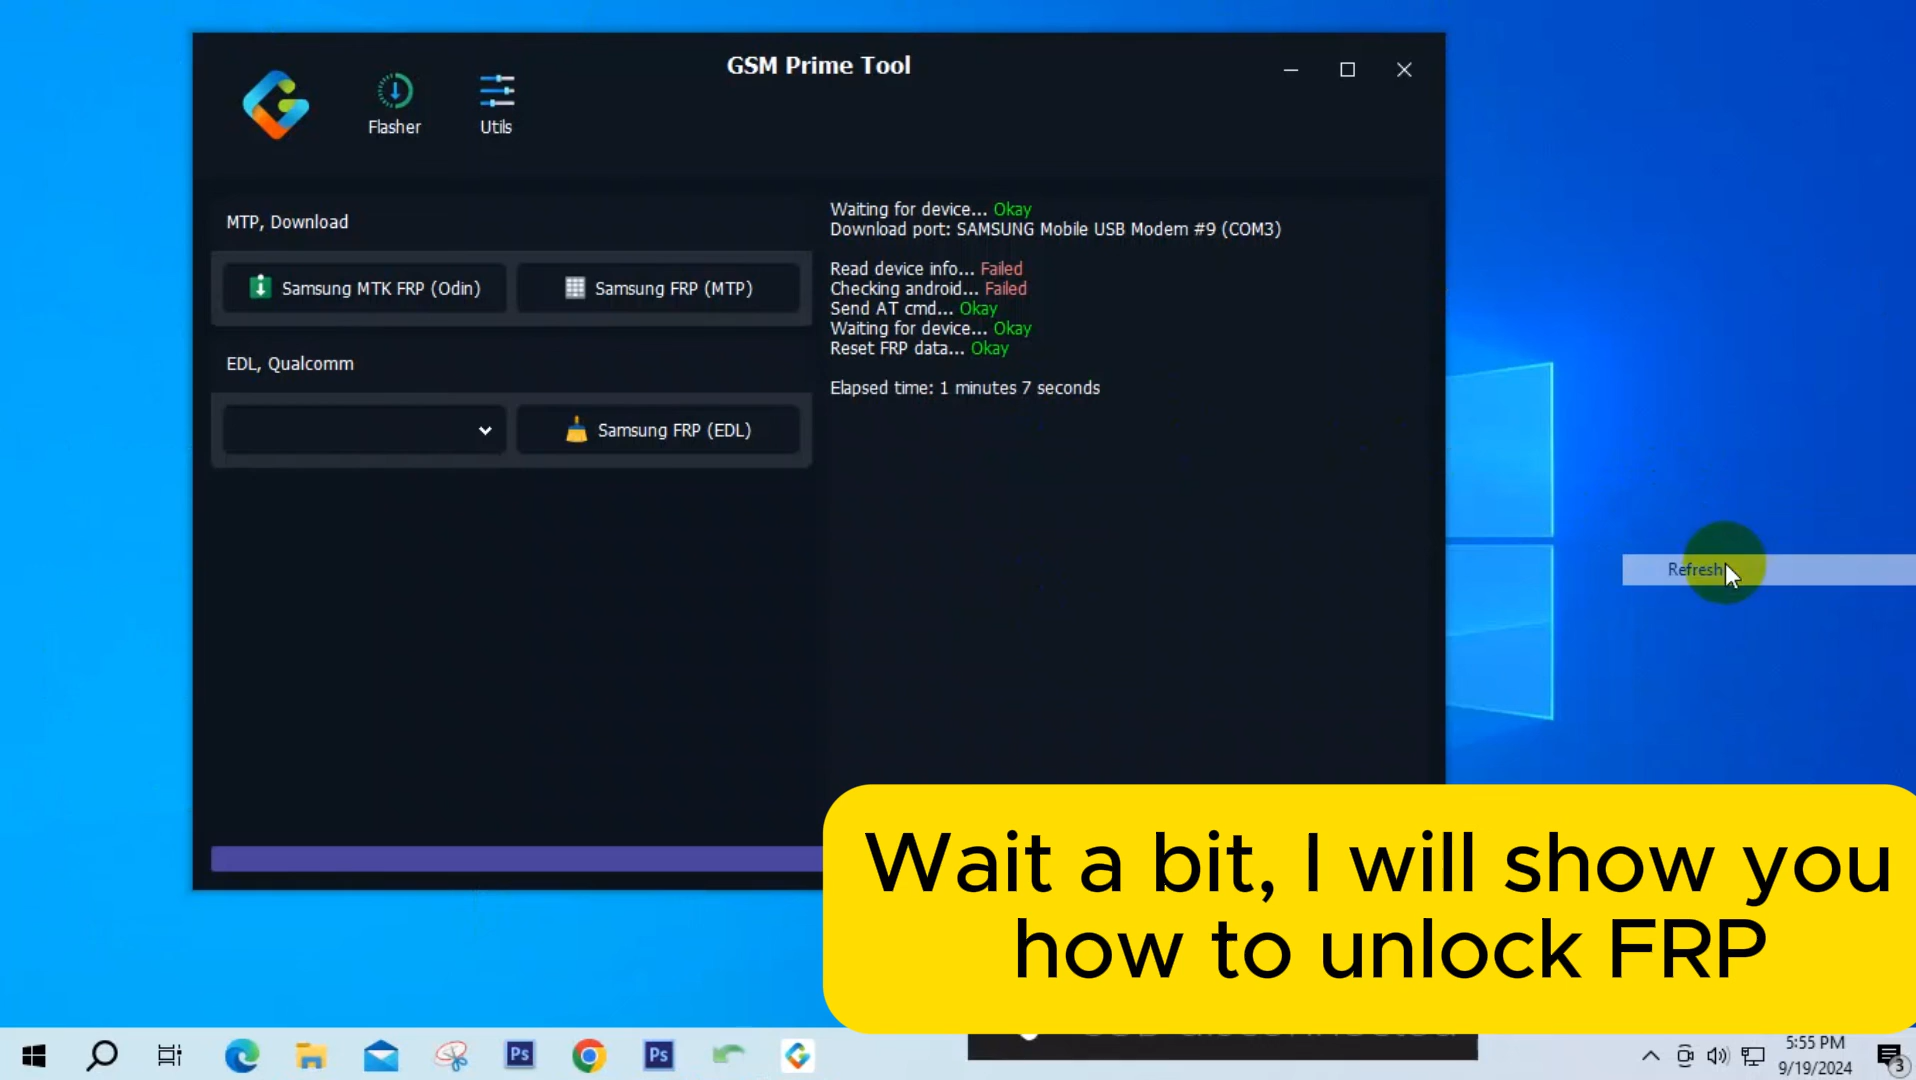 GSM Prime Tool
Flasher
Utils
MTP, Download
Samsung MTK FRP (Odin)
Samsung FRP (MTP)
EDL, Qualcomm
Samsung FRP (EDL)
Waiting for device... Okay
Download port: SAMSUNG Mobile USB Modem #9 (COM3)
Read device info... Failed
Checking android... Failed
Send AT cmd... Okay
Waiting for device... Okay
Reset FRP data... Okay
Elapsed time: 1 minutes 7 seconds
Refresh
Wait a bit, I will show you
how to unlock FRP
Ps
Ps
5:55 PM
9/19/2024
3